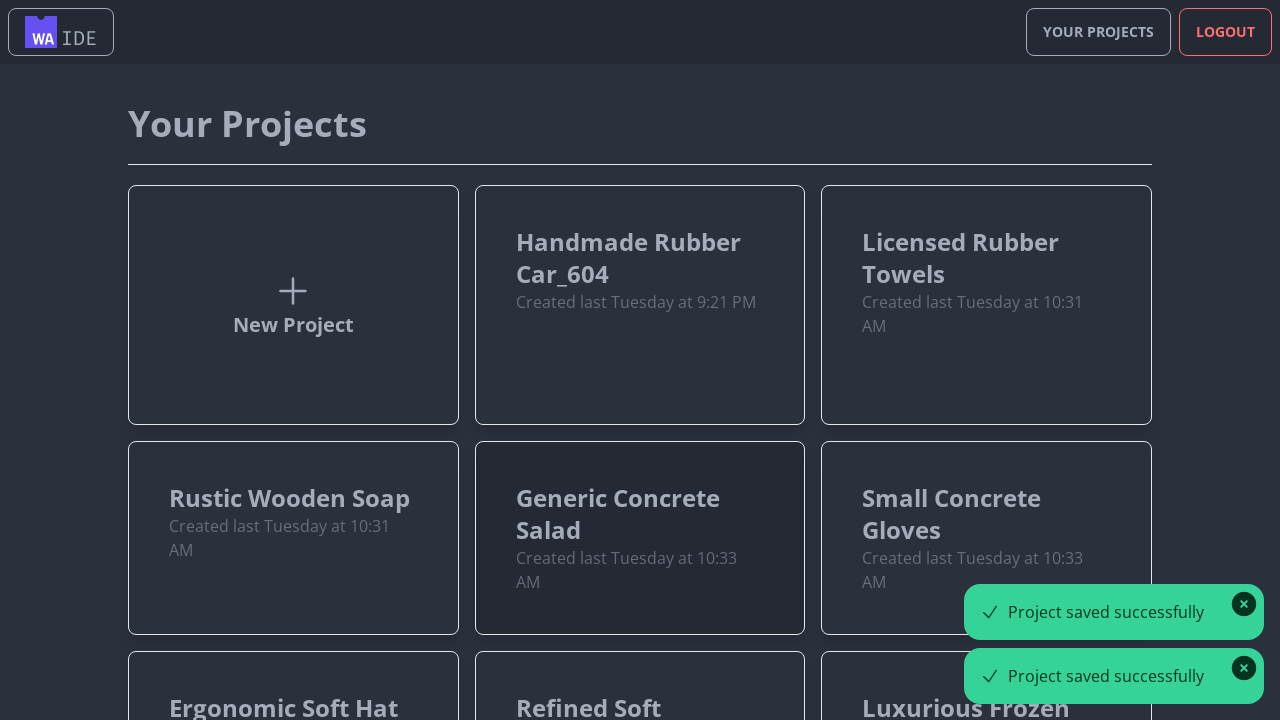 WA IDE
YOUR PROJECTS
LOGOUT
Your Projects
New Project
Handmade Rubber
Car_604
Created last Tuesday at 9:21 PM
Licensed Rubber
Towels
Created last Tuesday at 10:31
AM
Rustic Wooden Soap
Created last Tuesday at 10:31
AM
Generic Concrete
Salad
Created last Tuesday at 10:33
AM
Small Concrete
Gloves
Created last Tuesday at 10:33
AM
Project saved successfully
Project saved successfully
Ergonomic Soft Hat
Refined Soft
Luxurious Frozen